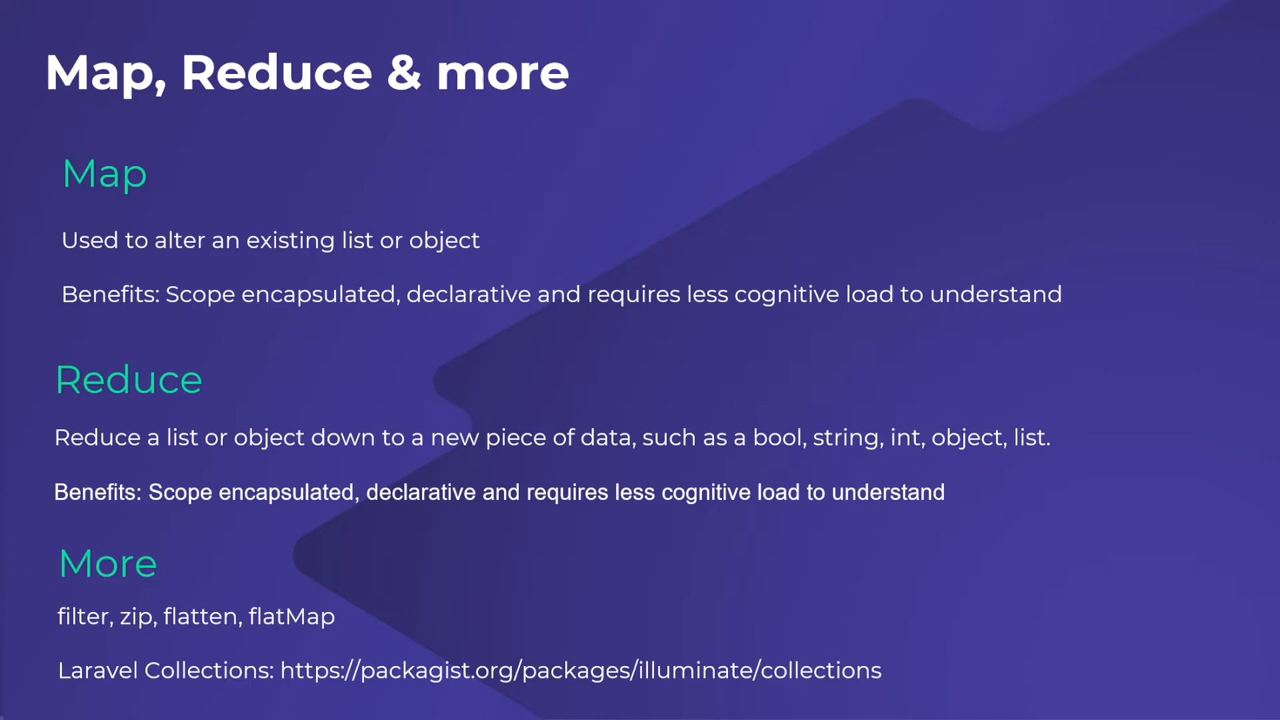 Map, Reduce & more
Map
Used to alter an existing list or object
Benefits: Scope encapsulated, declarative and requires less cognitive load to understand
Reduce
Reduce a list or object down to a new piece of data, such as a bool, string, int, object, list.
Benefits: Scope encapsulated, declarative and requires less cognitive load to understand
More
filter, zip, flatten, flatMap
Laravel Collections: https://packagist.org/packages/illuminate/collections